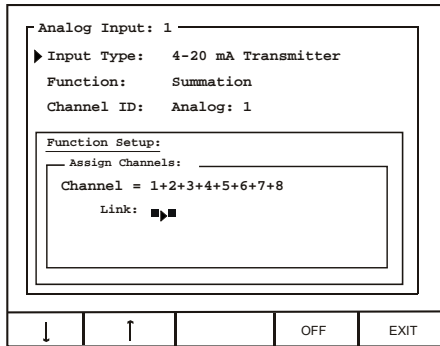 Analog Input: 1
Input Type: 4-20 mA Transmitter
Function: Summation
Channel ID: Analog: 1
Function Setup:
Assign Channels:
Channel = 1+2+3+4+5+6+7+8
Link:
OFF EXIT